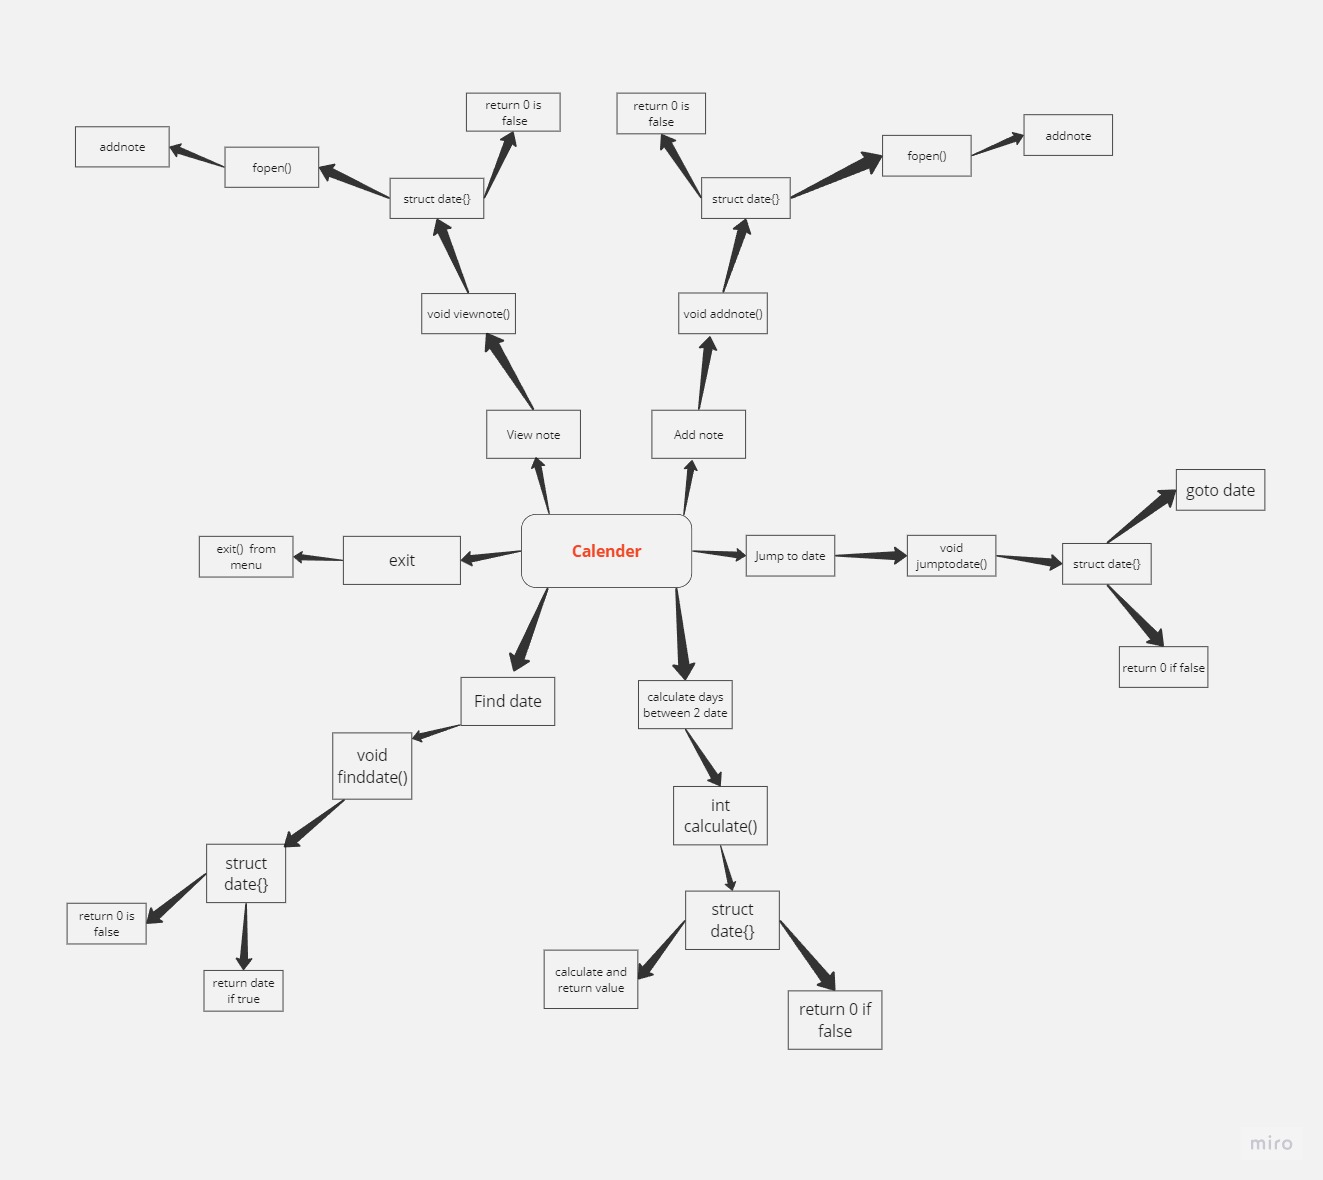 return 0 is
false
return 0 is
false
addnote
fopen()
struct date{}
struct date{}
fopen()
addnote
void viewnote()
void addnote()
View note
Add note
exit() from
menu
exit
Calender
Jump to date
void
jumptodate()
struct date{}
goto date
return 0 if false
Find date
void
finddate()
struct
date{}
return 0 is
false
return date
if true
calculate days
between 2 date
int
calculate()
struct
date{}
calculate and
return value
return 0 if
false
miro